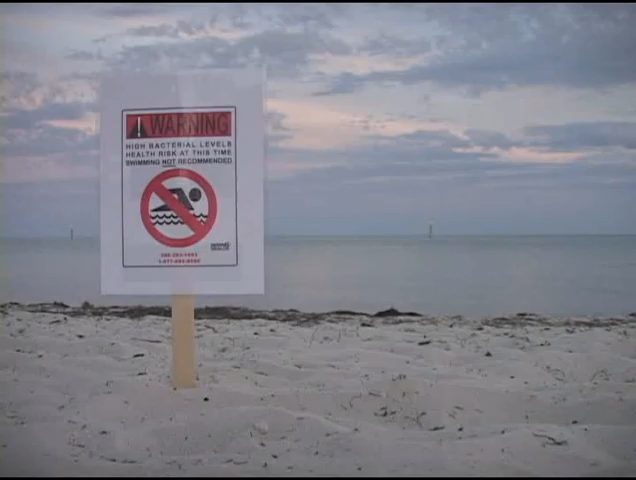 WARNING
HIGH BACTERIAL LEVELS
HEALTH RISK AT THIS TIME
SWIMMING NOT RECOMMENDED